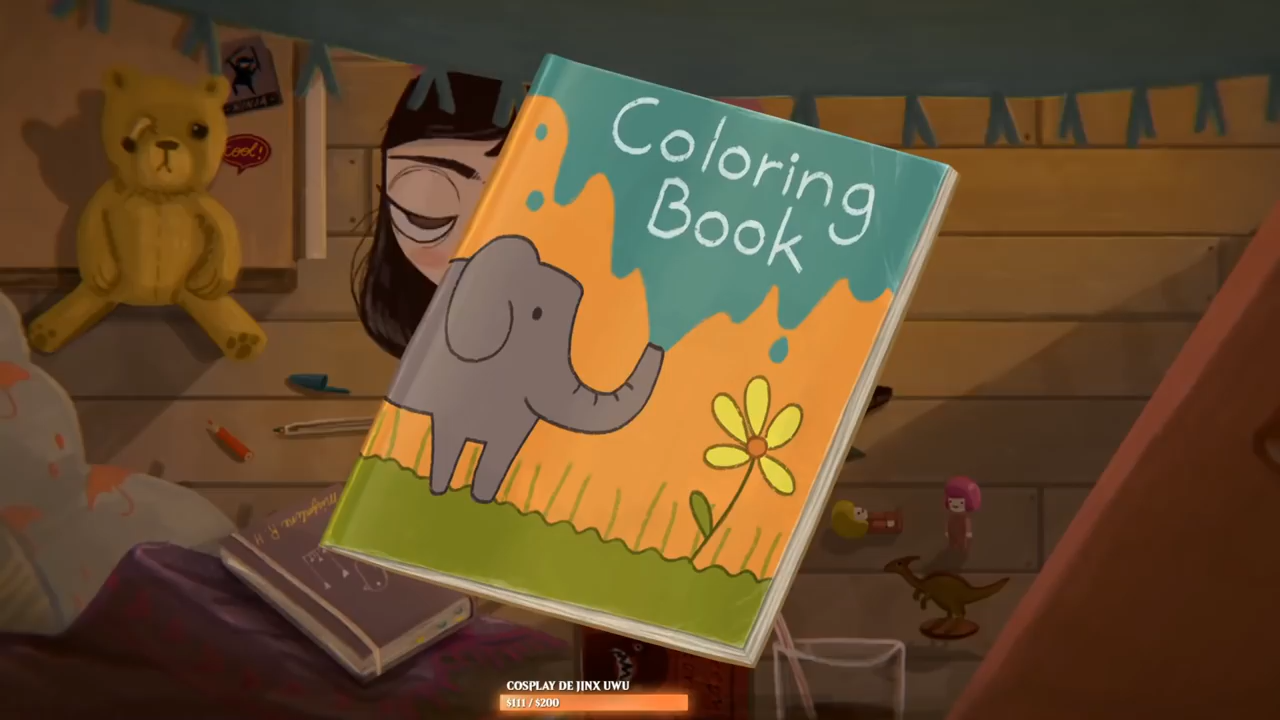 NINJA
Cool!
Coloring
Book
COSPLAY DE JINX UWU
$111 / $200